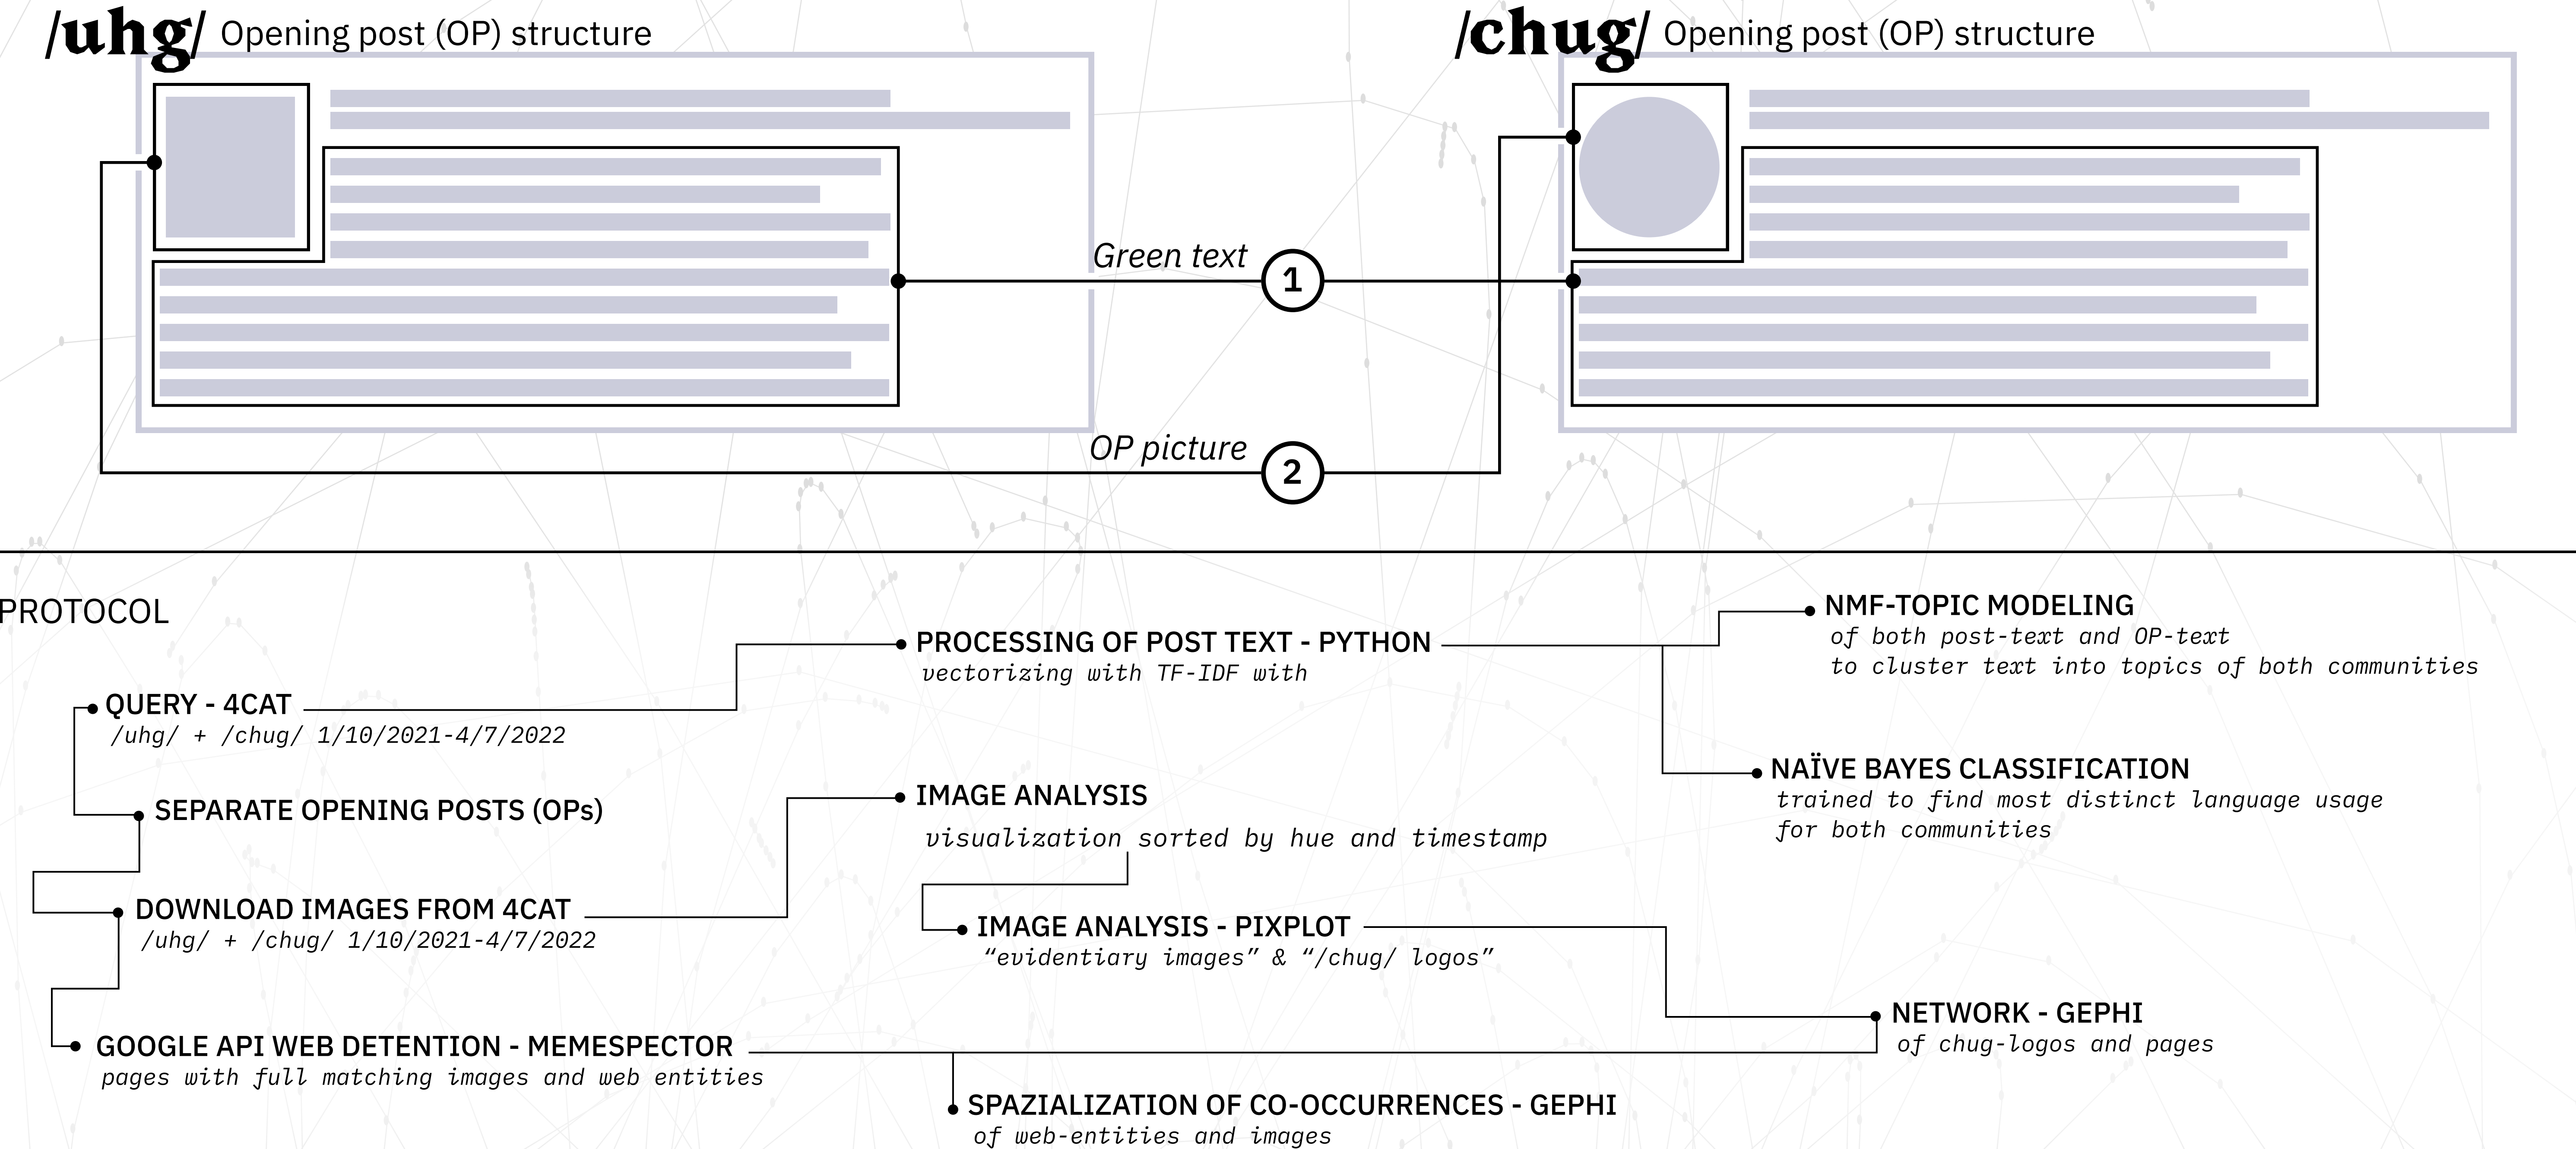 /uhg/ Opening post (OP) structure
/chug/ Opening post (OP) structure
Green text
1
OP picture
2
PROTOCOL
QUERY - 4CAT
/uhg/ + /chug/ 1/10/2021-4/7/2022
SEPARATE OPENING POSTS (OPs)
DOWNLOAD IMAGES FROM 4CAT
/uhg/ + /chug/ 1/10/2021-4/7/2022
GOOGLE API WEB DETENTION - MEMESPECTOR
pages with full matching images and web entities
PROCESSING OF POST TEXT - PYTHON
vectorizing with TF-IDF with
IMAGE ANALYSIS
visualization sorted by hue and timestamp
IMAGE ANALYSIS - PIXPLOT
“evidentiary images” & “/chug/ logos”
SPAZIALIZATION OF CO-OCCURRENCES - GEPHI
of web-entities and images
NMF-TOPIC MODELING
of both post-text and OP-text
to cluster text into topics of both communities
NAÏVE BAYES CLASSIFICATION
trained to find most distinct language usage
for both communities
NETWORK - GEPHI
of chug-logos and pages